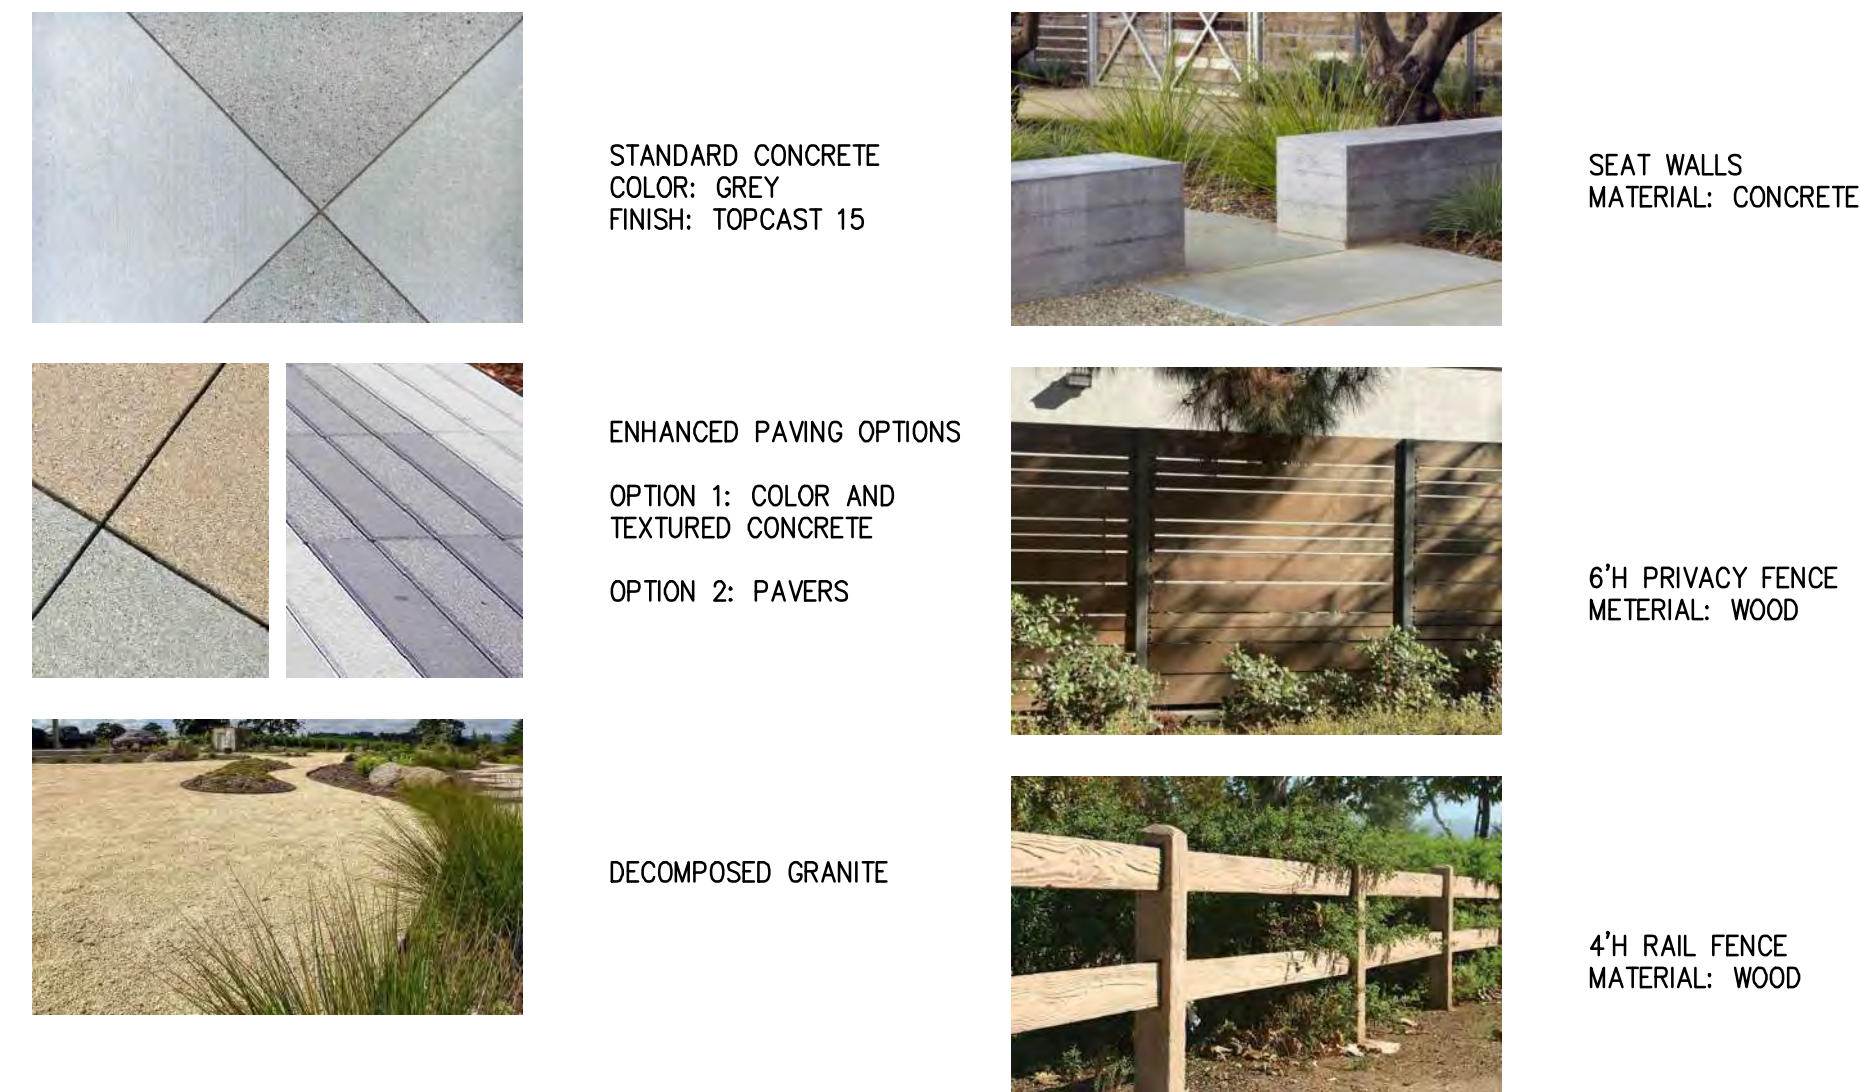 STANDARD CONCRETE
COLOR: GREY
FINISH: TOPCAST 15
ENHANCED PAVING OPTIONS
OPTION 1: COLOR AND
TEXTURED CONCRETE
OPTION 2: PAVERS
DECOMPOSED GRANITE
SEAT WALLS
MATERIAL: CONCRETE
6'H PRIVACY FENCE
METERIAL: WOOD
4'H RAIL FENCE
MATERIAL: WOOD